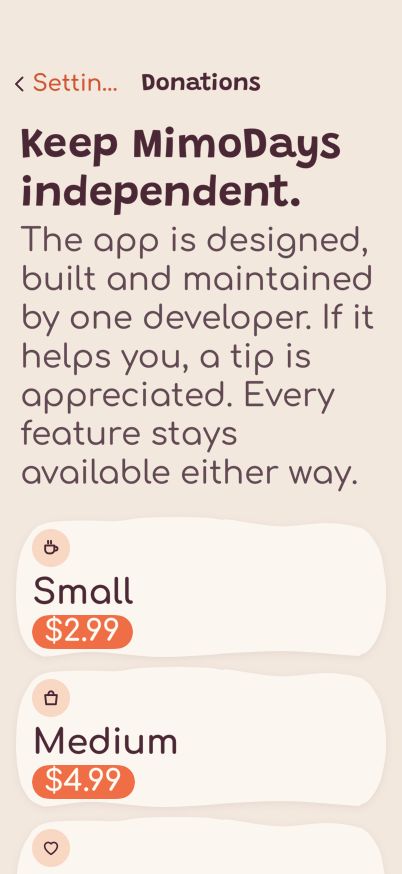 Settin...
Donations
Keep MimoDays
independent.
The app is designed,
built and maintained
by one developer. If it
helps you, a tip is
appreciated. Every
feature stays
available either way.
Small
$2.99
Medium
$4.99